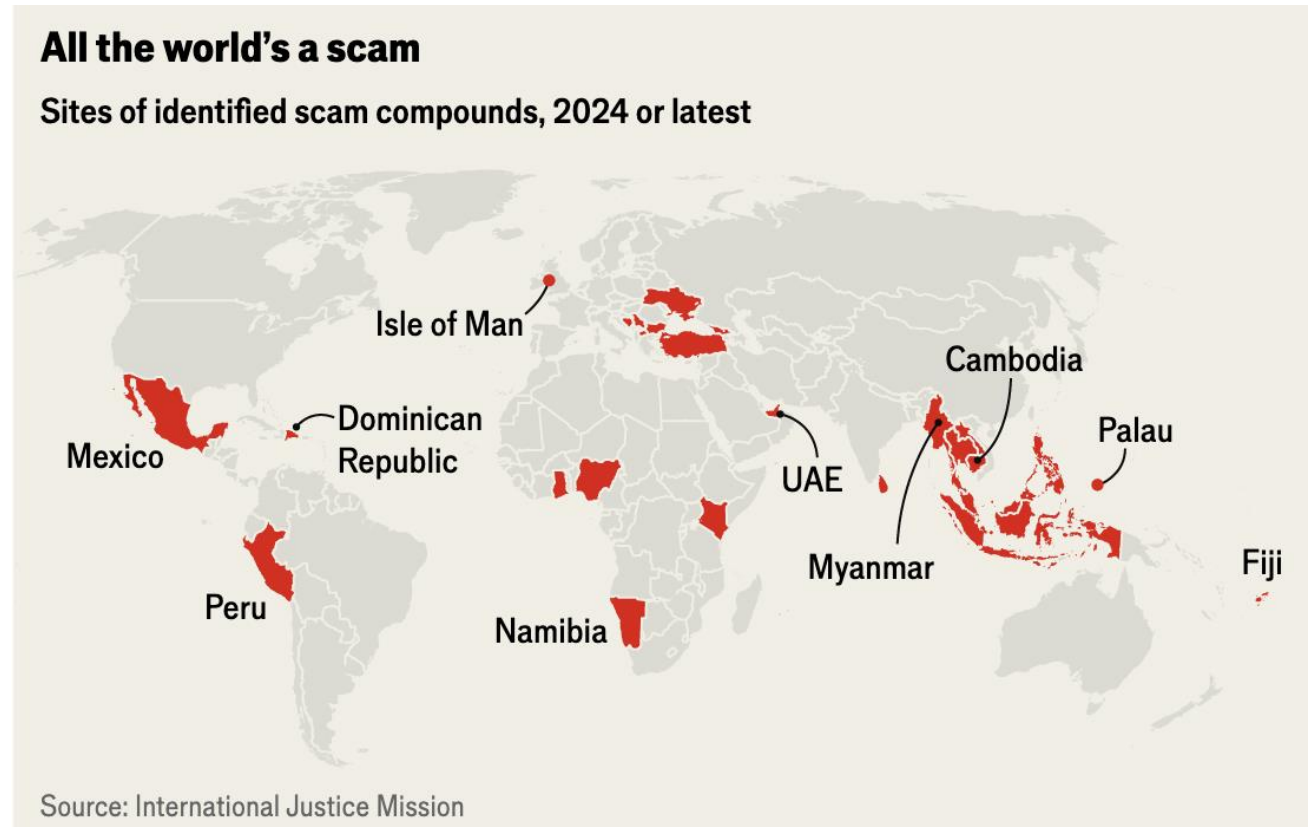 All the world's a scam
Sites of identified scam compounds, 2024 or latest
Isle of Man
Cambodia
Dominican
Republic
Palau
Mexico
UAE
Myanmar
Fiji
Peru
Namibia
Source: International Justice Mission